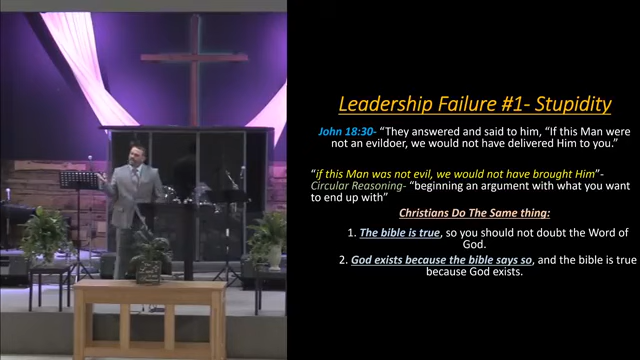 Leadership Failure #1- Stupidity
John 18:30- “They answered and said to him, “If this Man were
not an evildoer, we would not have delivered Him to you.”
“if this Man was not evil, we would not have brought Him”-
Circular Reasoning- “beginning an argument with what you want
to end up with”
Christians Do The Same thing:
1. The bible is true, so you should not doubt the Word of
God.
2. God exists because the bible says so, and the bible is true
because God exists.